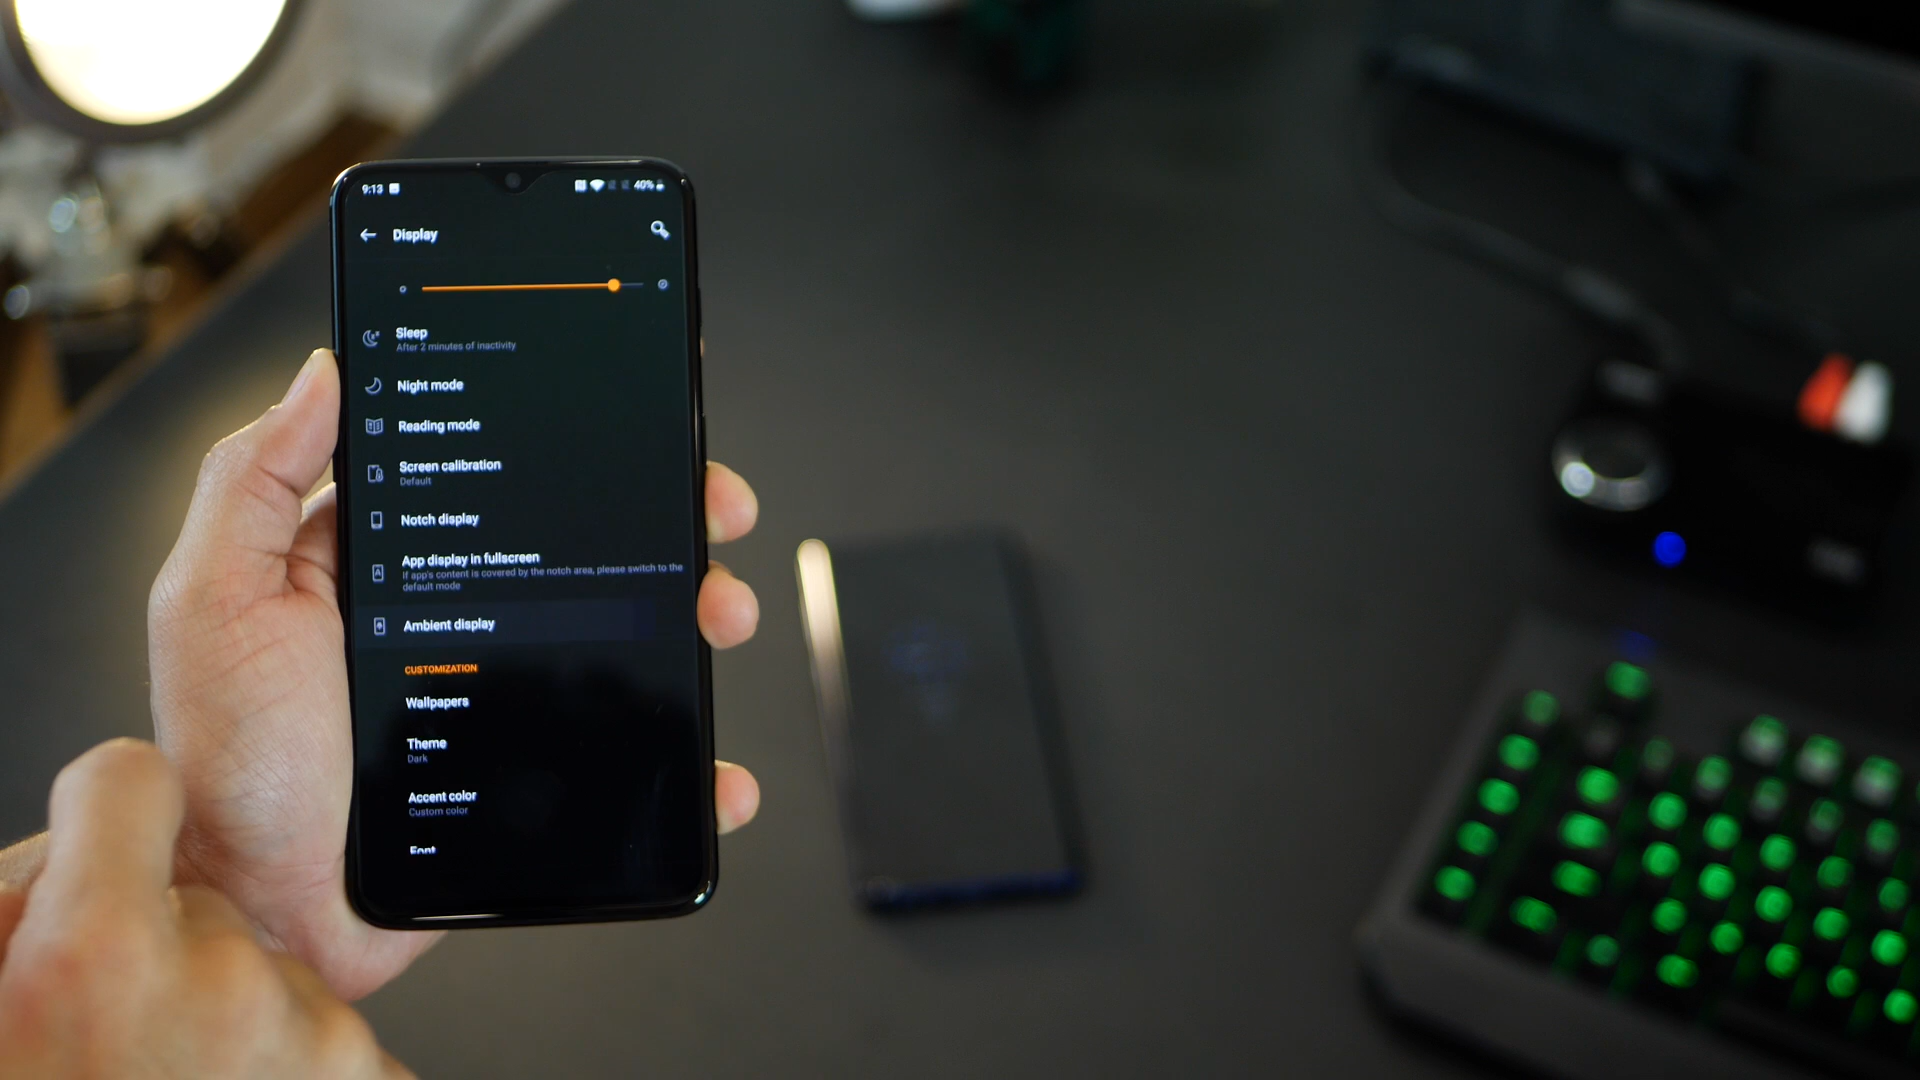 9:13
40%
Display
Sleep
After 2 minutes of inactivity
Night mode
Reading mode
Screen calibration
Default
Notch display
App display in fullscreen
If app's content is covered by the notch area, please switch to the
default mode
Ambient display
CUSTOMIZATION
Wallpapers
Theme
Dark
Accent color
Custom color
Font